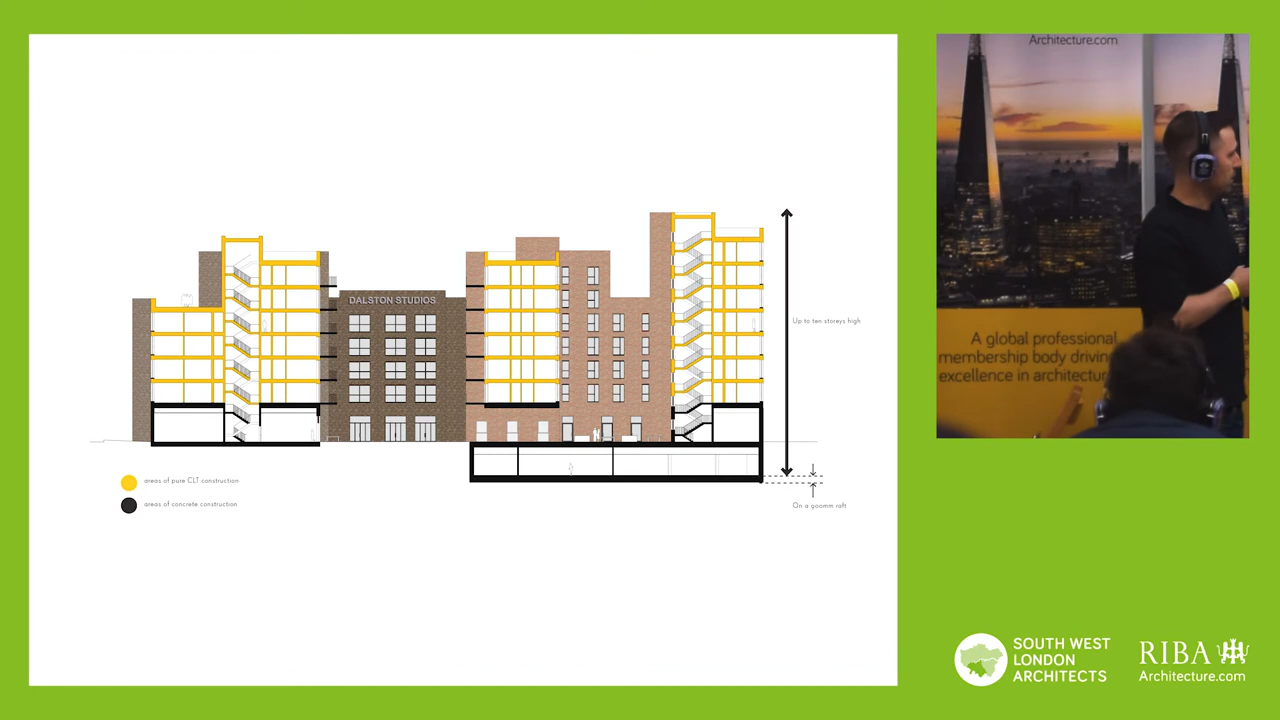 DALSTON STUDIOS
Up to ten storeys high
areas of pure CLT construction
areas of concrete construction
On a 900mm raft
Architecture.com
A global professional
membership body driving
excellence in architecture
SOUTH WEST
LONDON
ARCHITECTS
RIBA
Architecture.com